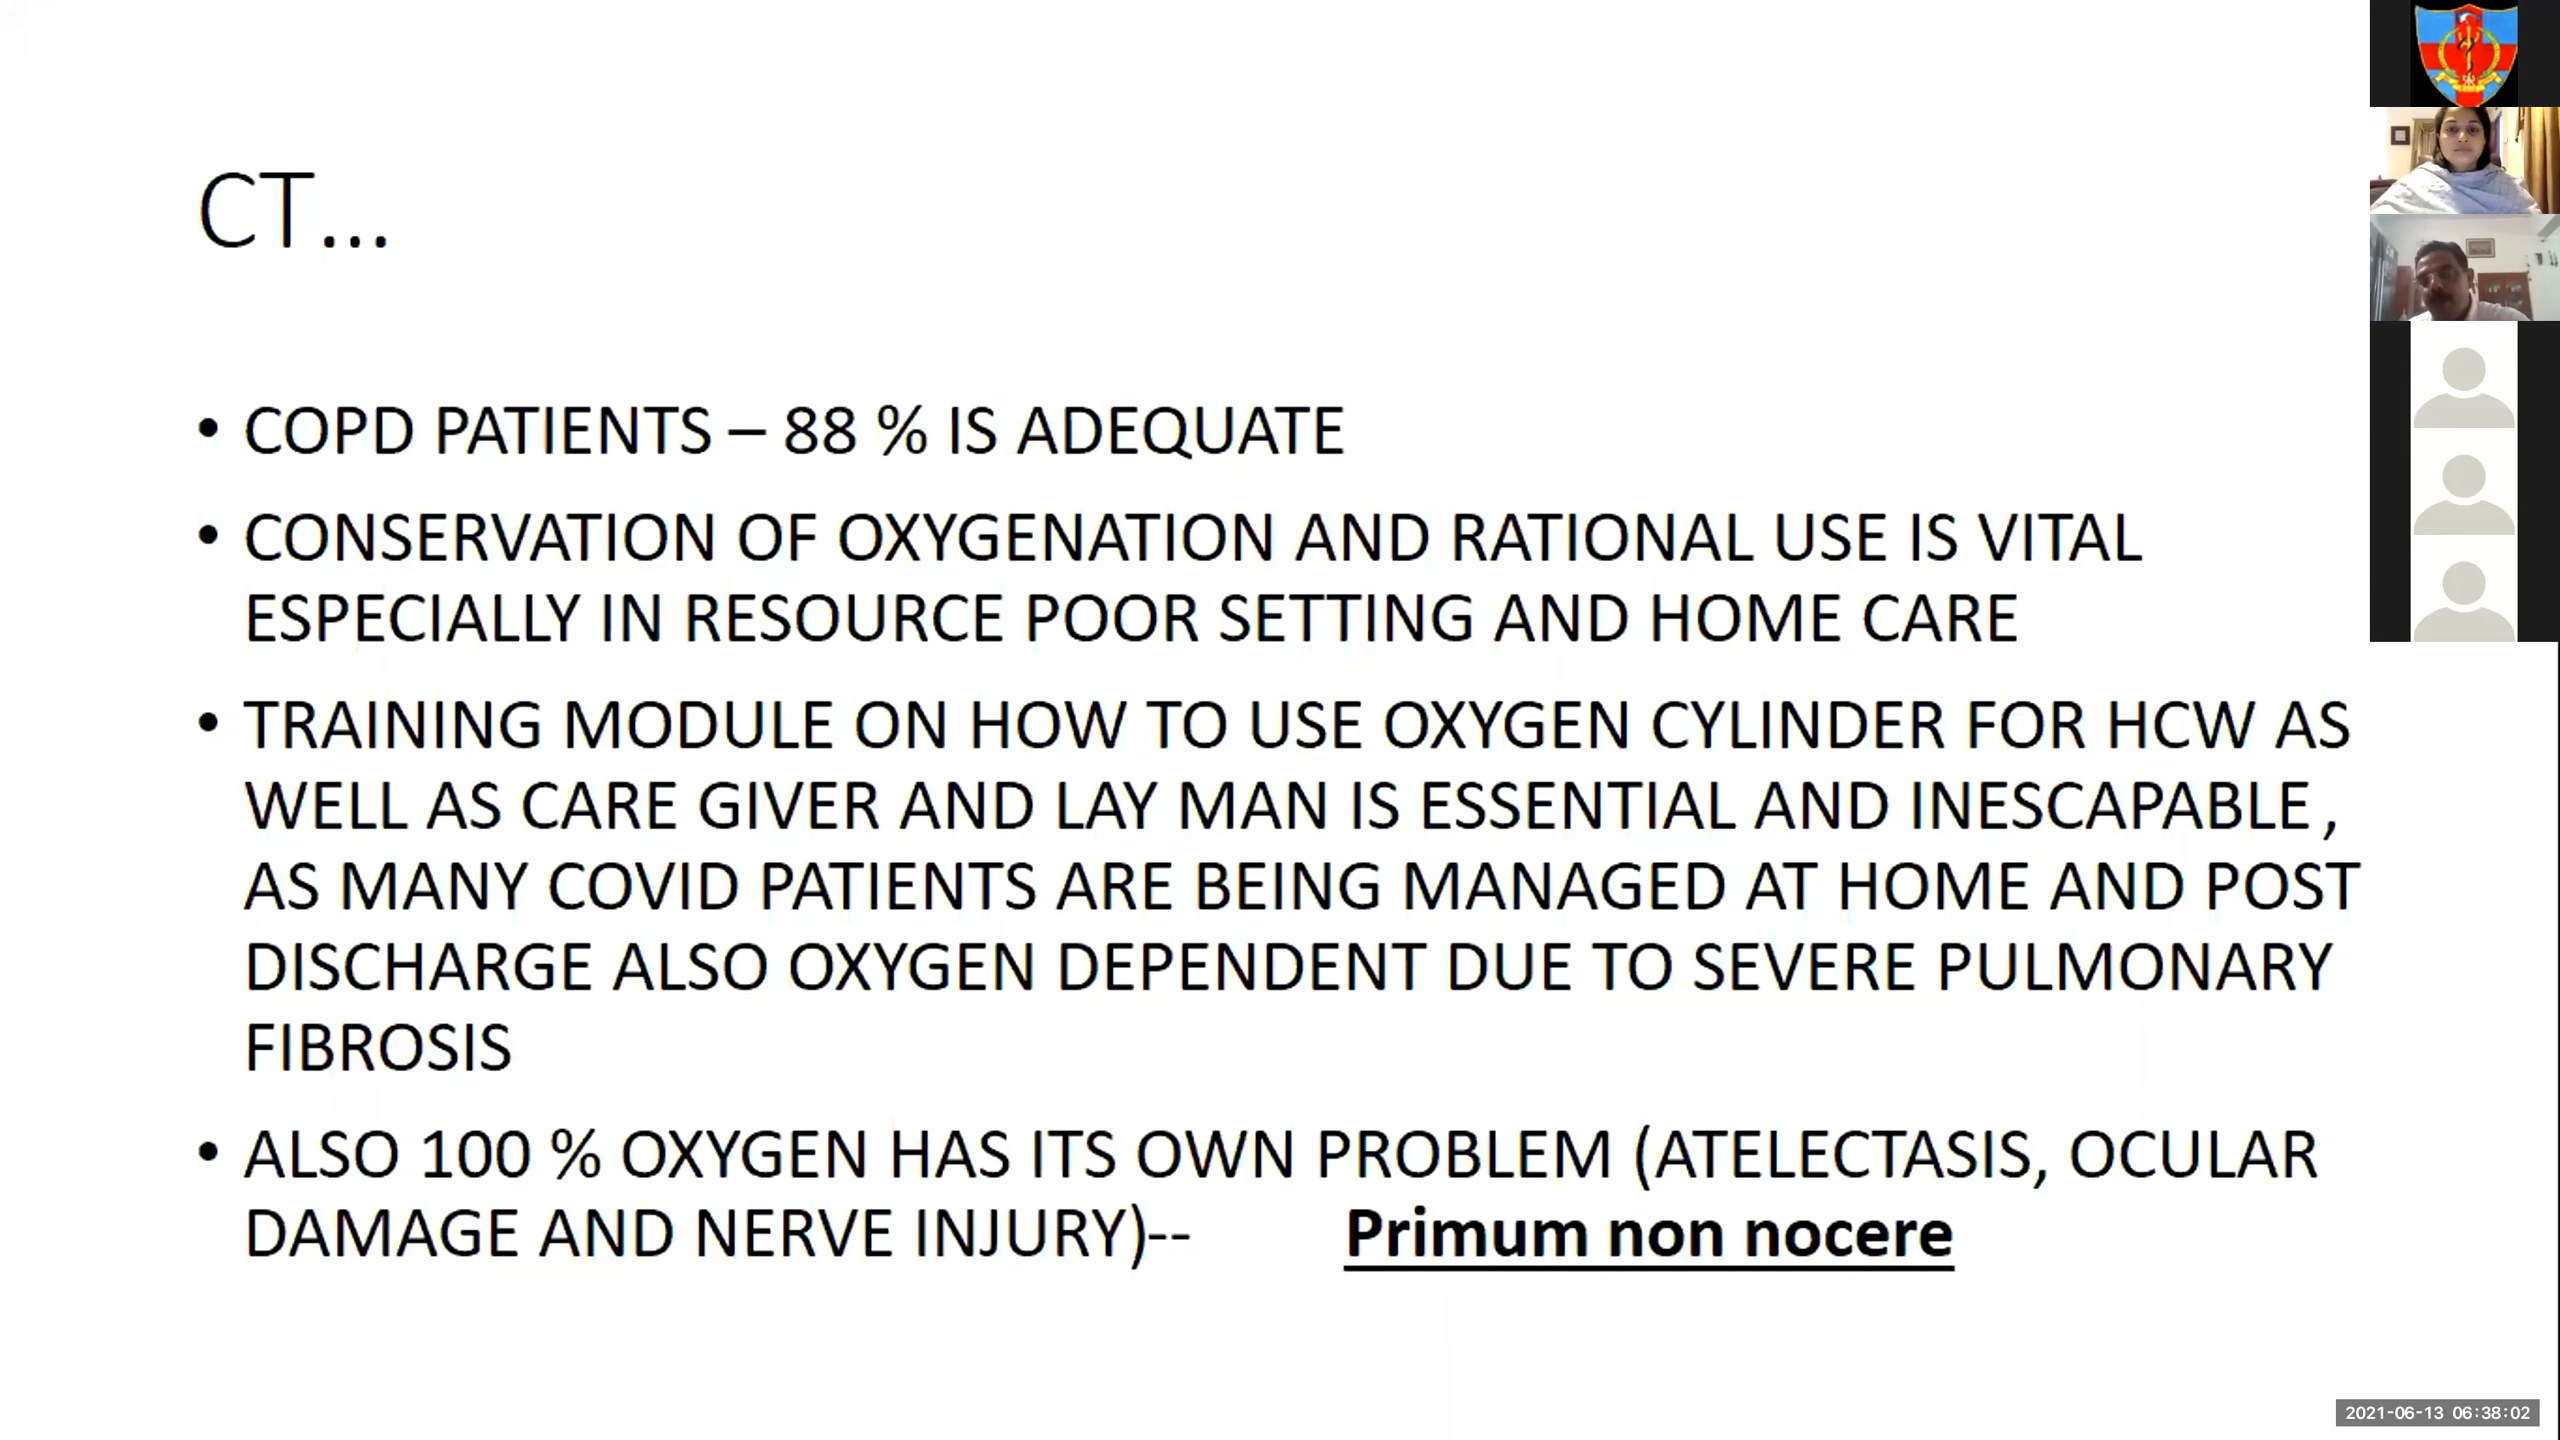 CT...
• COPD PATIENTS – 88 % IS ADEQUATE
• CONSERVATION OF OXYGENATION AND RATIONAL USE IS VITAL
ESPECIALLY IN RESOURCE POOR SETTING AND HOME CARE
• TRAINING MODULE ON HOW TO USE OXYGEN CYLINDER FOR HCW AS
WELL AS CARE GIVER AND LAY MAN IS ESSENTIAL AND INESCAPABLE ,
AS MANY COVID PATIENTS ARE BEING MANAGED AT HOME AND POST
DISCHARGE ALSO OXYGEN DEPENDENT DUE TO SEVERE PULMONARY
FIBROSIS
• ALSO 100 % OXYGEN HAS ITS OWN PROBLEM (ATELECTASIS, OCULAR
DAMAGE AND NERVE INJURY)-- Primum non nocere
2021-06-13 06:38:02